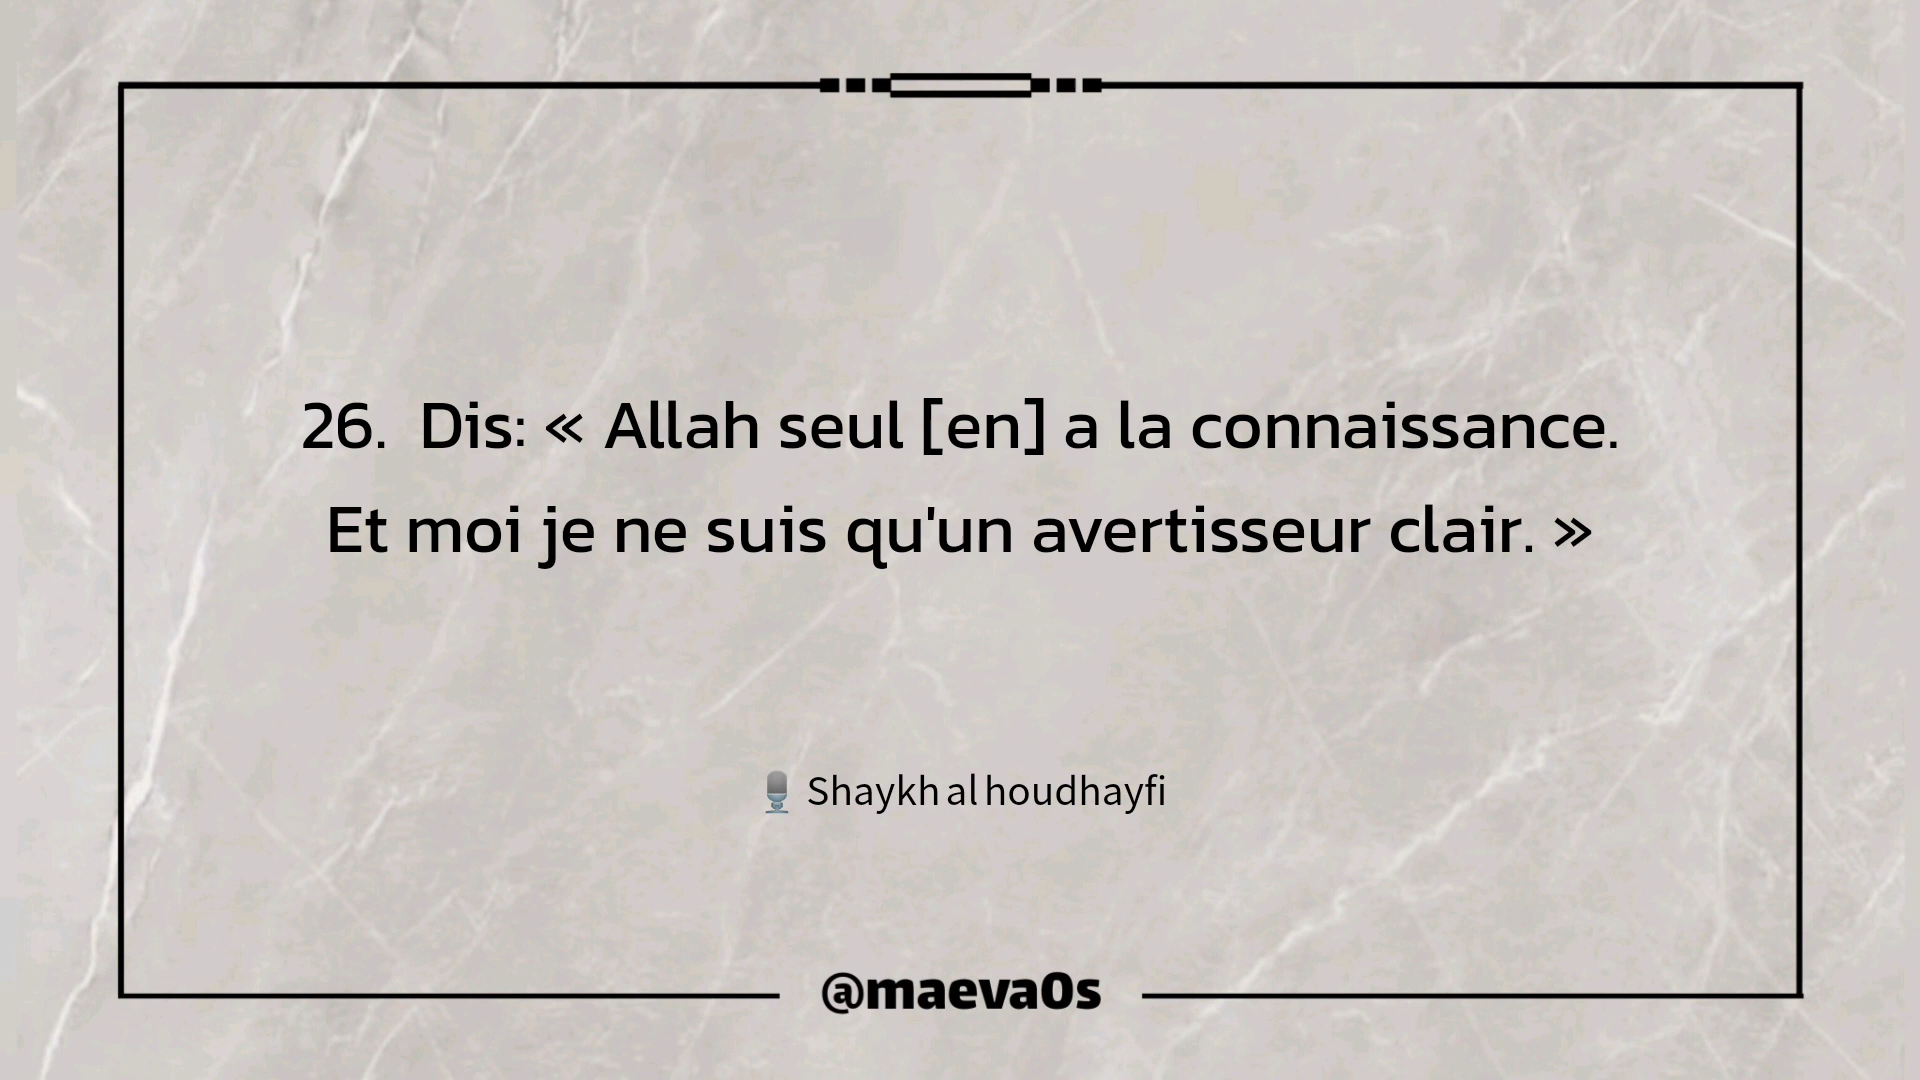 26. Dis: « Allah seul [en] a la connaissance.
Et moi je ne suis qu'un avertisseur clair. »
🎙️ Shaykh al houdhayfi
@maeva0s